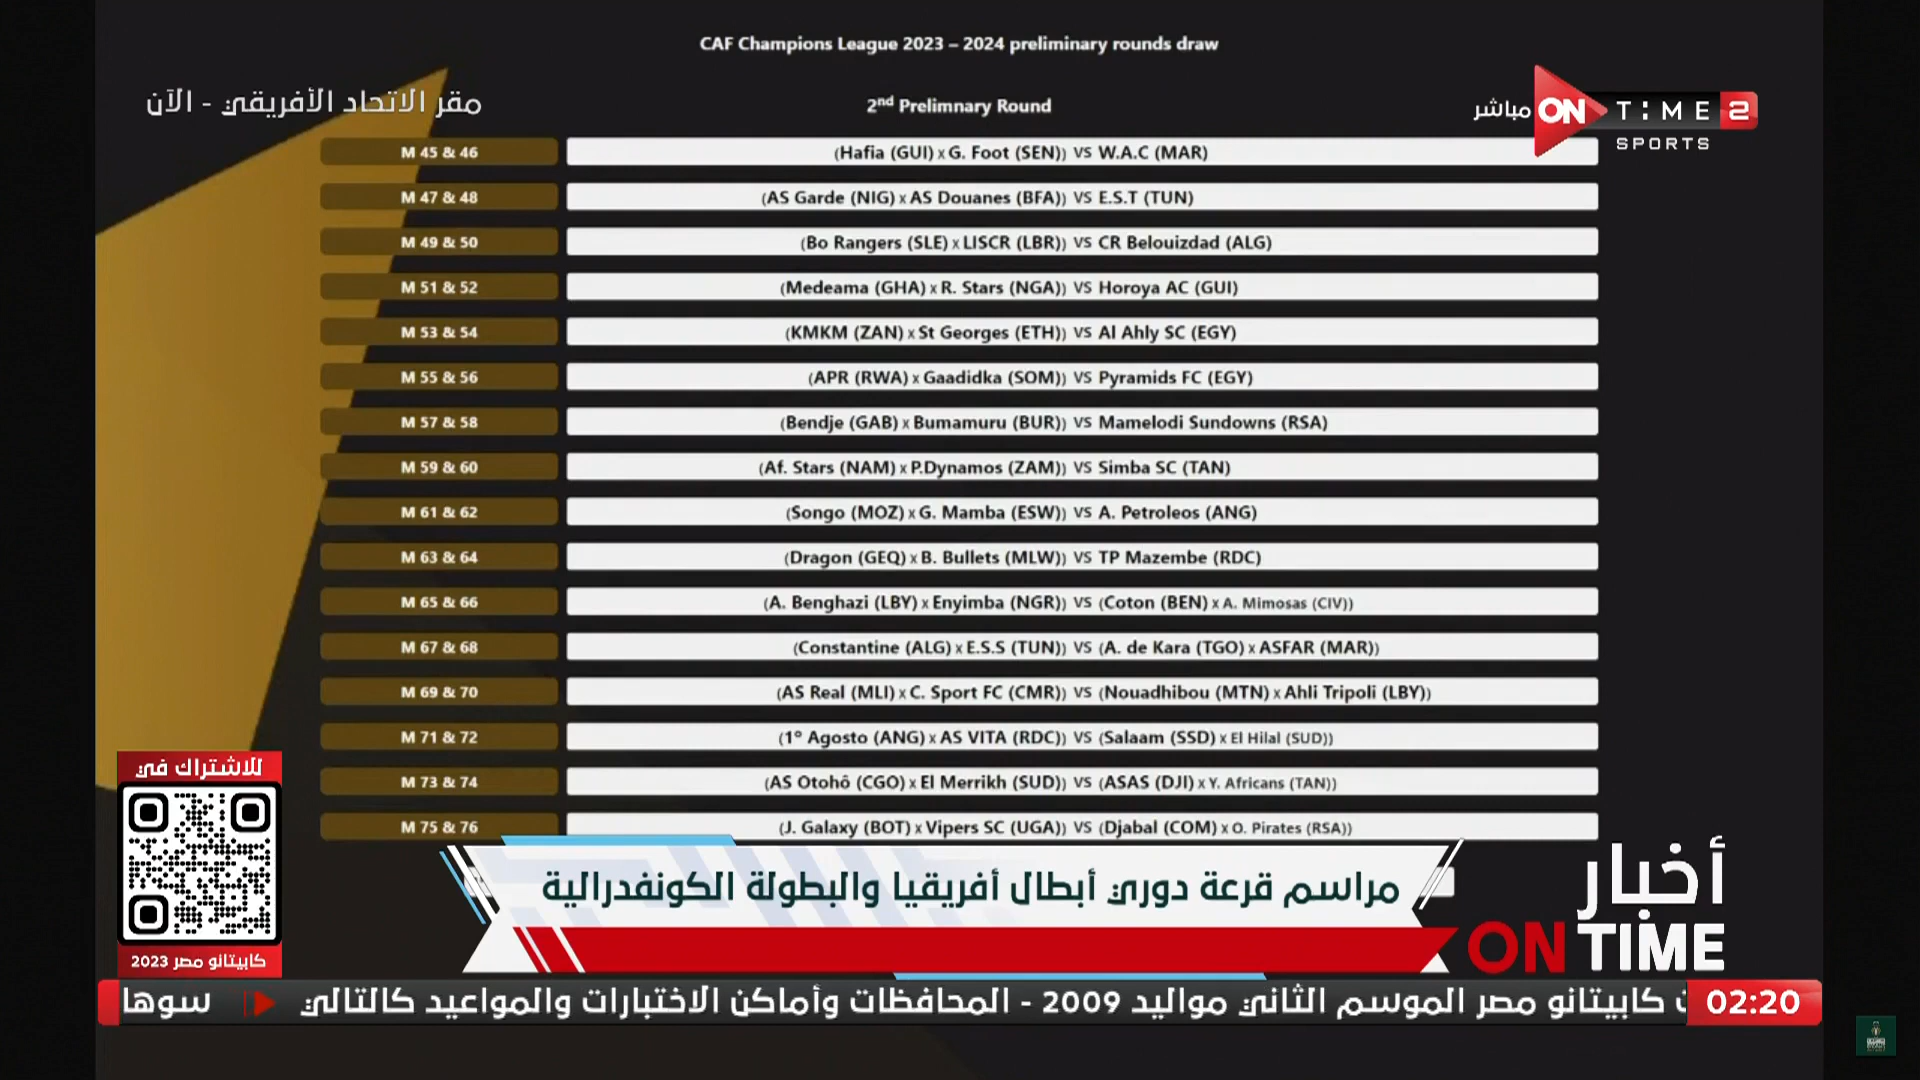 CAF Champions League 2023 – 2024 preliminary rounds draw
مقر الاتحاد الأفريقي - الآن
2nd Prelimnary Round
مباشر
ON TIME 2
SPORTS
M 45 & 46 (Hafia (GUI) x G. Foot (SEN)) VS W.A.C (MAR)
M 47 & 48 (AS Garde (NIG) x AS Douanes (BFA)) VS E.S.T (TUN)
M 49 & 50 (Bo Rangers (SLE) x LISCR (LBR)) VS CR Belouizdad (ALG)
M 51 & 52 (Medeama (GHA) x R. Stars (NGA)) VS Horoya AC (GUI)
M 53 & 54 (KMKM (ZAN) x St Georges (ETH)) VS Al Ahly SC (EGY)
M 55 & 56 (APR (RWA) x Gaadidka (SOM)) VS Pyramids FC (EGY)
M 57 & 58 (Bendje (GAB) x Bumamuru (BUR)) VS Mamelodi Sundowns (RSA)
M 59 & 60 (Af. Stars (NAM) x P.Dynamos (ZAM)) VS Simba SC (TAN)
M 61 & 62 (Songo (MOZ) x G. Mamba (ESW)) VS A. Petroleos (ANG)
M 63 & 64 (Dragon (GEQ) x B. Bullets (MLW)) VS TP Mazembe (RDC)
M 65 & 66 (A. Benghazi (LBY) x Enyimba (NGR)) VS (Coton (BEN) x A. Mimosas (CIV))
M 67 & 68 (Constantine (ALG) x E.S.S (TUN)) VS (A. de Kara (TGO) x ASFAR (MAR))
M 69 & 70 (AS Real (MLI) x C. Sport FC (CMR)) VS (Nouadhibou (MTN) x Ahli Tripoli (LBY))
M 71 & 72 (1º Agosto (ANG) x AS VITA (RDC)) VS (Salaam (SSD) x El Hilal (SUD))
M 73 & 74 (AS Otohô (CGO) x El Merrikh (SUD)) VS (ASAS (DJI) x Y. Africans (TAN))
M 75 & 76 (J. Galaxy (BOT) x Vipers SC (UGA)) VS (Djabal (COM) x O. Pirates (RSA))
للاشتراك في
كابيتانو مصر 2023
مراسم قرعة دوري أبطال أفريقيا والبطولة الكونفدرالية
أخبار
ON TIME
كابيتانو مصر الموسم الثاني مواليد 2009 - المحافظات وأماكن الاختبارات والمواعيد كالتالي سوها
02:20